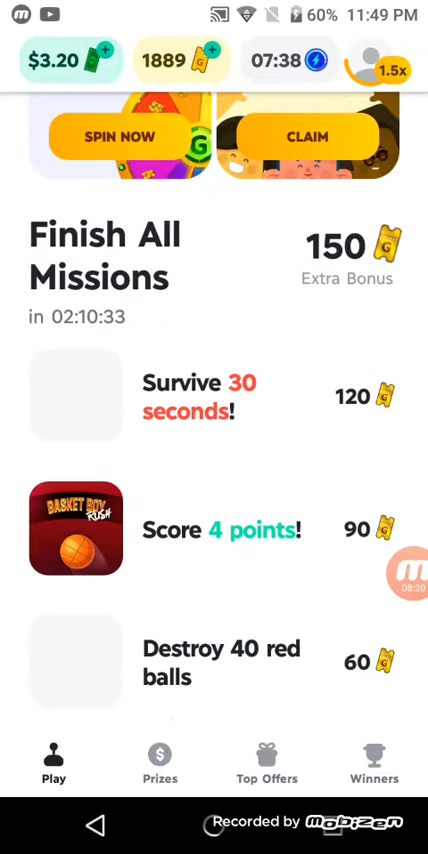 60% 11:49 PM
$3.20 1889 G 07:38 1.5x
SPIN NOW CLAIM
Finish All
Missions
150 G
Extra Bonus
in 02:10:33
Survive 30
seconds!
120 G
BASKET BOY
RUSH
Score 4 points!
90 G
m
08:20
Destroy 40 red
balls
60 G
Play Prizes Top Offers Winners
Recorded by mobizen